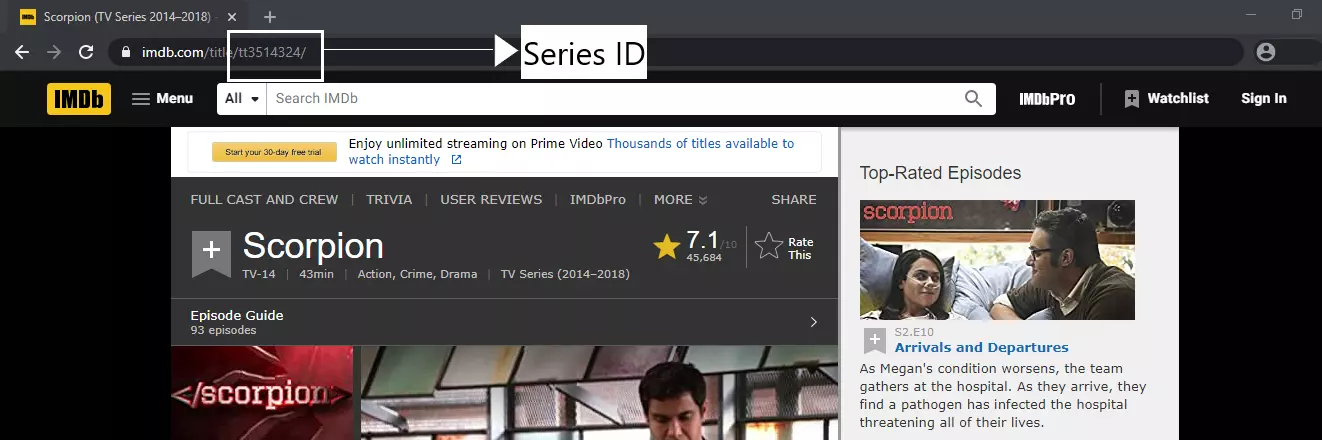 IMDb Scorpion (TV Series 2014–2018) -
imdb.com/title/tt3514324/
Series ID
IMDb Menu All Search IMDb IMDbPro Watchlist Sign In
Start your 30-day free trial
Enjoy unlimited streaming on Prime Video Thousands of titles available to
watch instantly
FULL CAST AND CREW | TRIVIA | USER REVIEWS | IMDbPro | MORE SHARE
Scorpion
7.1/10
45,684
Rate
This
TV-14 | 43min | Action, Crime, Drama | TV Series (2014–2018)
Episode Guide
93 episodes
</scorpion>
Top-Rated Episodes
scorpion
S2.E10
Arrivals and Departures
As Megan's condition worsens, the team
gathers at the hospital. As they arrive, they
find a pathogen has infected the hospital
threatening all of their lives.